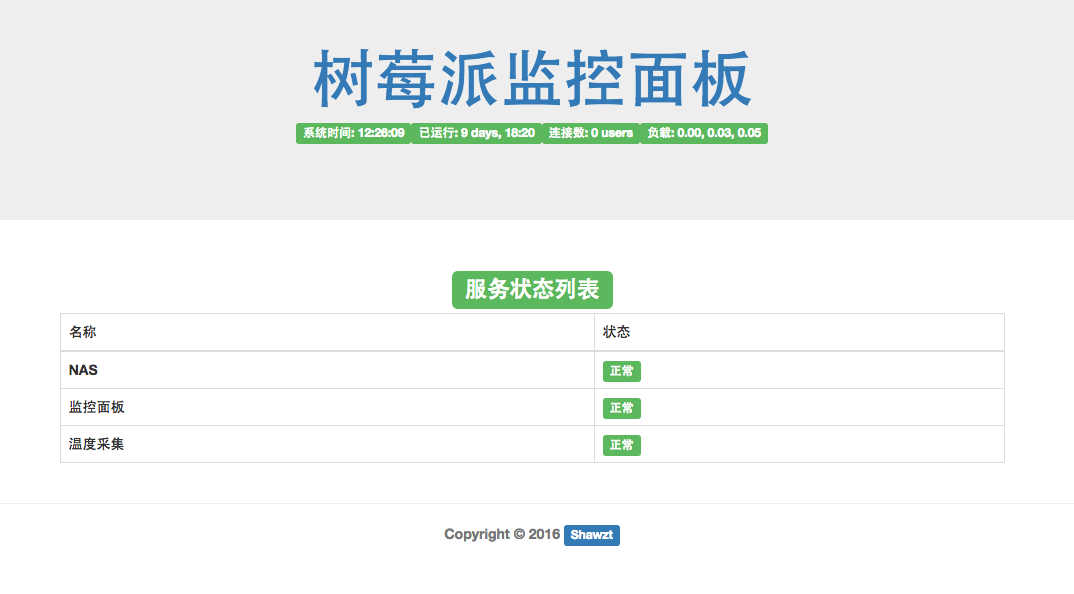 树莓派监控面板
系统时间: 12:26:09 已运行: 9 days, 18:20 连接数: 0 users 负载: 0.00, 0.03, 0.05
服务状态列表
名称 状态
NAS 正常
监控面板 正常
温度采集 正常
Copyright © 2016 Shawzt